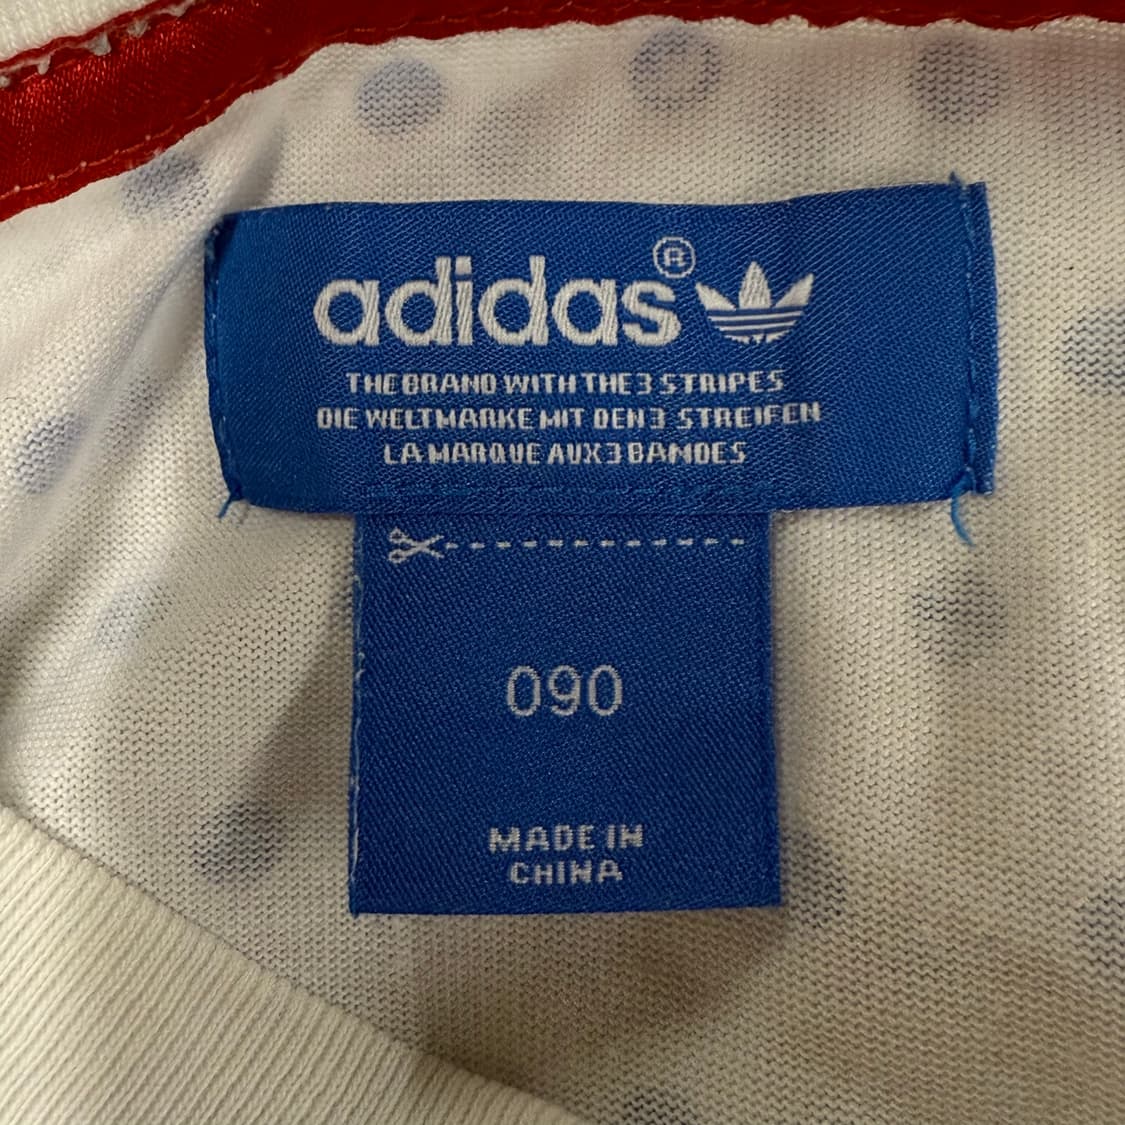 adidas®
THE BRAND WITH THE 3 STRIPES
DIE WELTMARKE MIT DEN 3 STREIFEN
LA MARQUE AUX 3 BANDES
090
MADE IN
CHINA